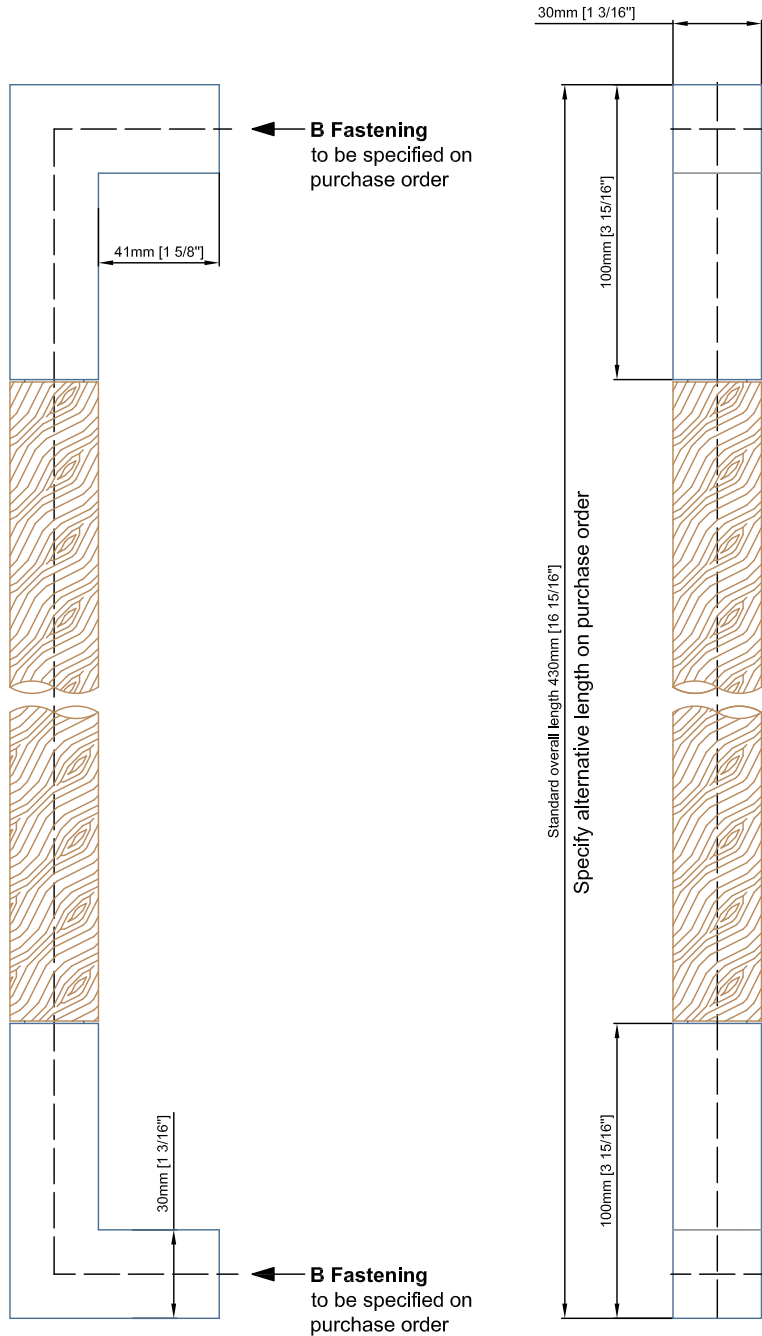 30mm [1 3/16"]
B Fastening
to be specified on
purchase order
41mm [1 5/8"]
100mm [3 15/16"]
Standard overall length 430mm [16 15/16"]
Specify alternative length on purchase order
30mm [1 3/16"]
100mm [3 15/16"]
B Fastening
to be specified on
purchase order